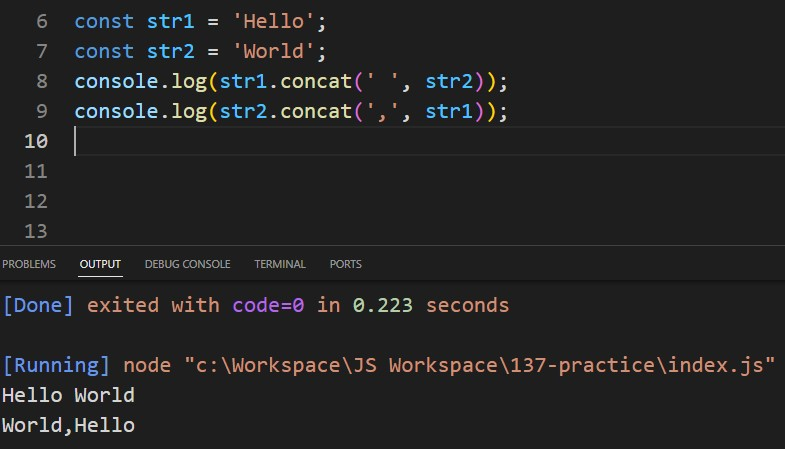 6 const str1 = 'Hello';
7 const str2 = 'World';
8 console.log(str1.concat(' ', str2));
9 console.log(str2.concat(',', str1));
10
11
12
13
PROBLEMS OUTPUT DEBUG CONSOLE TERMINAL PORTS
[Done] exited with code=0 in 0.223 seconds
[Running] node "c:\Workspace\JS Workspace\137-practice\index.js"
Hello World
World,Hello